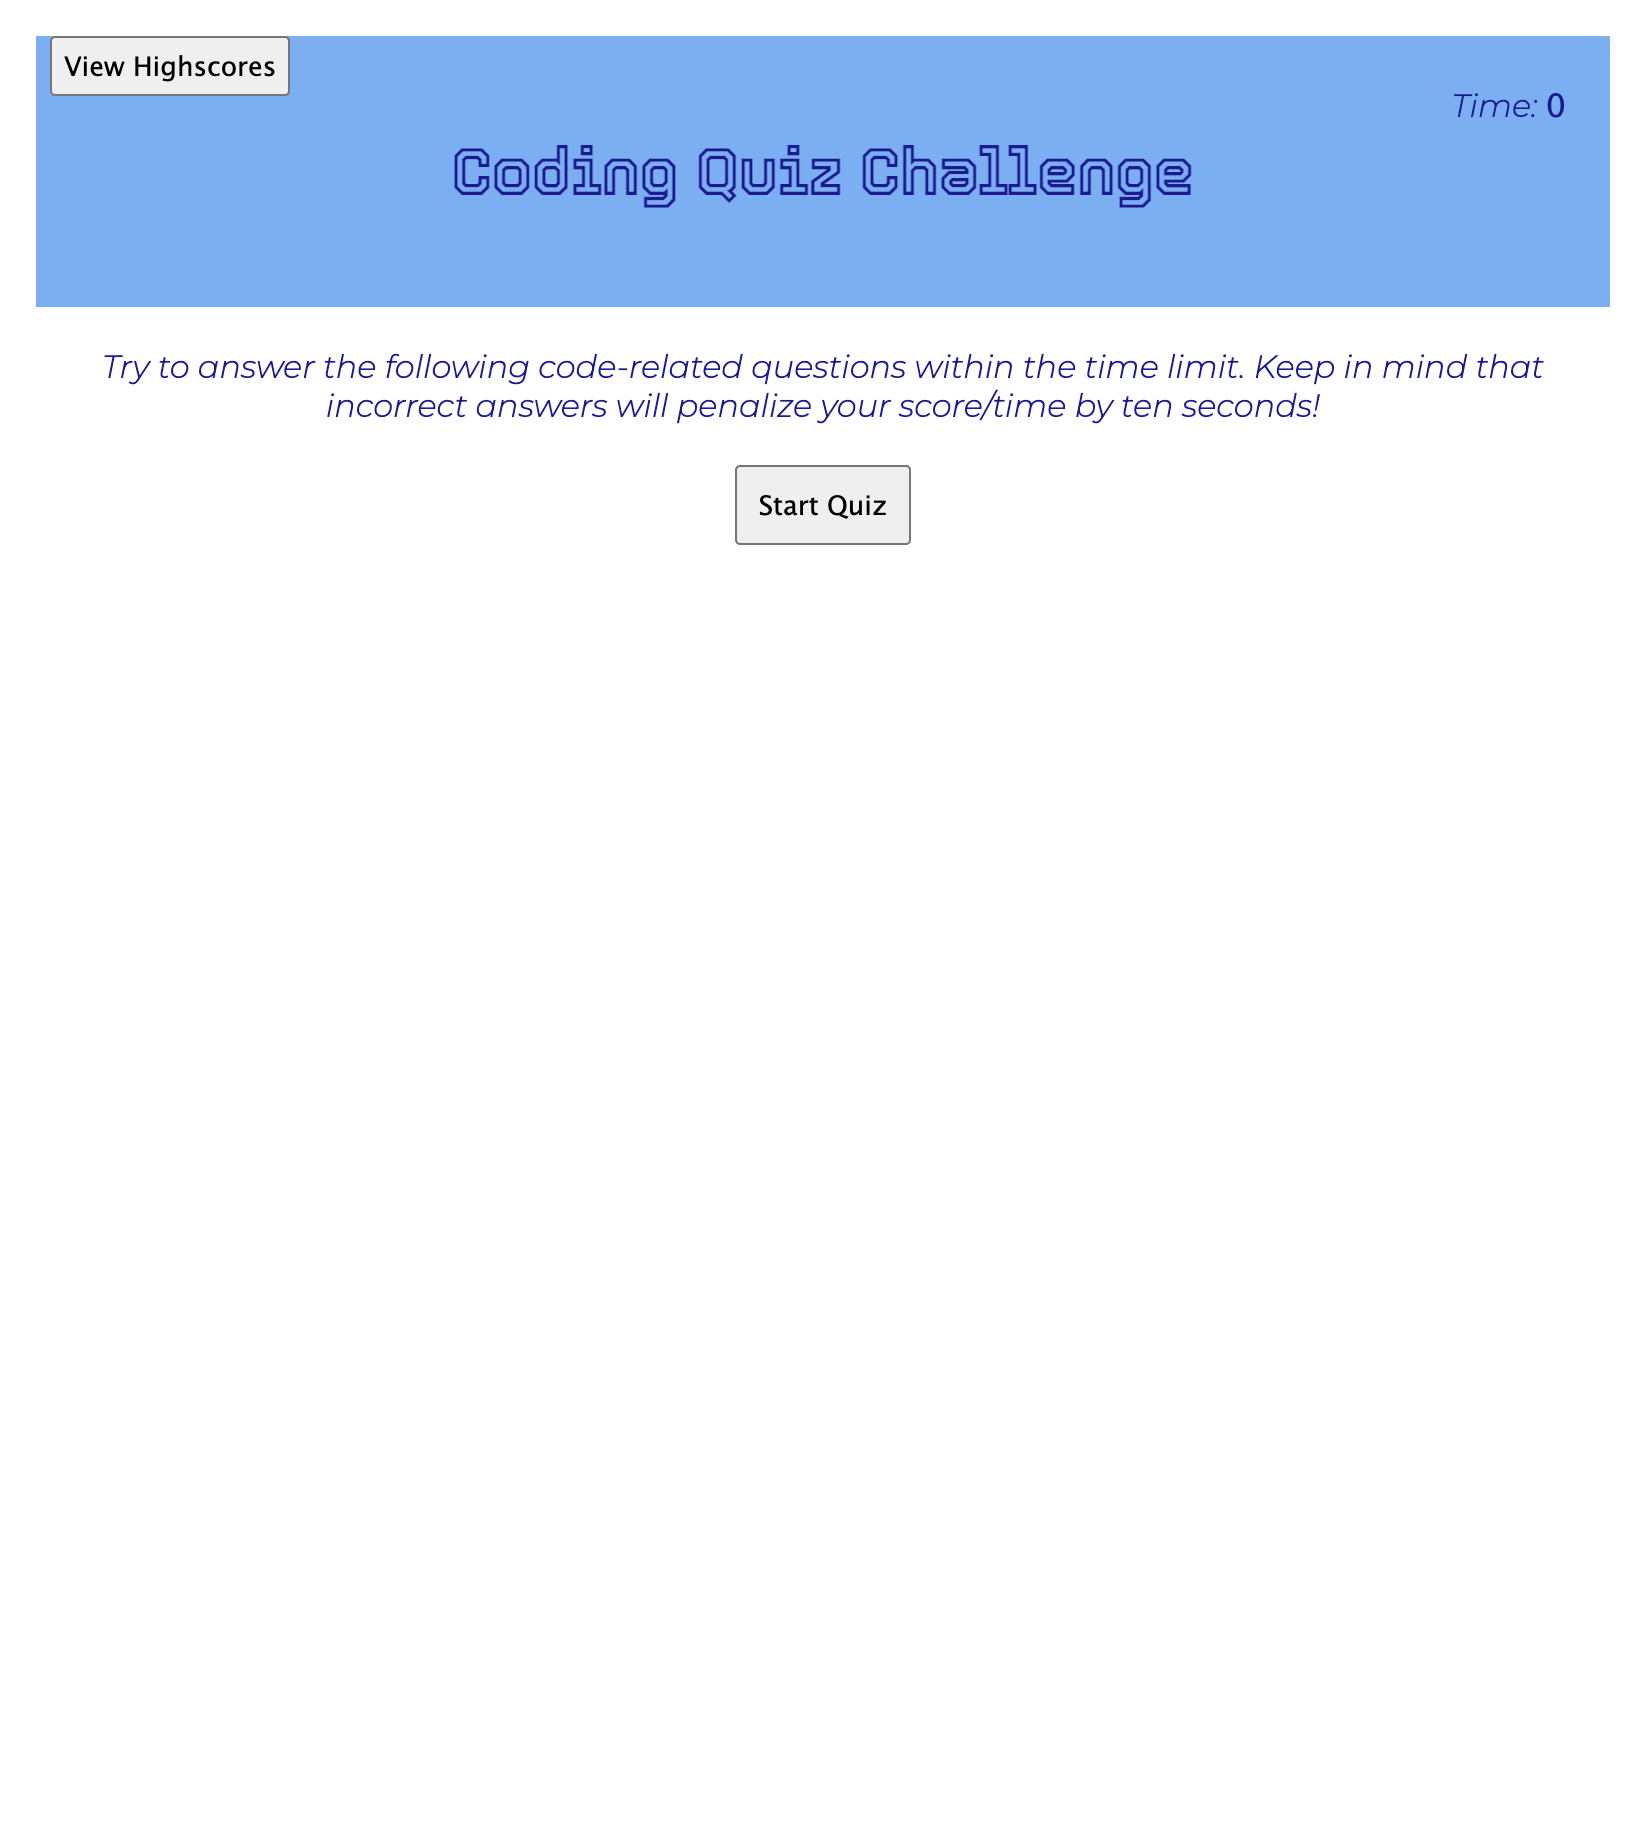 View Highscores
Time: 0
Coding Quiz Challenge
Try to answer the following code-related questions within the time limit. Keep in mind that
incorrect answers will penalize your score/time by ten seconds!
Start Quiz